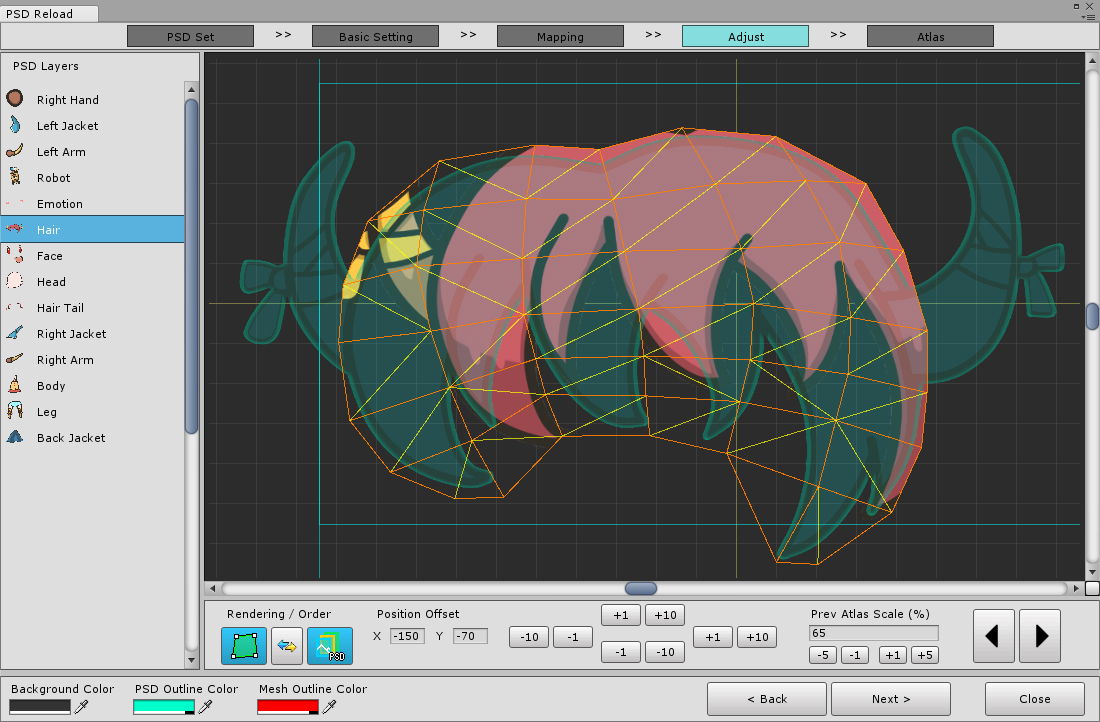 PSD Reload
PSD Set >> Basic Setting >> Mapping >> Adjust >> Atlas
PSD Layers
Right Hand
Left Jacket
Left Arm
Robot
Emotion
Hair
Face
Head
Hair Tail
Right Jacket
Right Arm
Body
Leg
Back Jacket
Rendering / Order
PSD
Position Offset
X -150 Y -70
-10 -1 +1 +10 -1 -10 +1 +10
Prev Atlas Scale (%)
65
-5 -1 +1 +5
Background Color PSD Outline Color Mesh Outline Color
< Back Next > Close